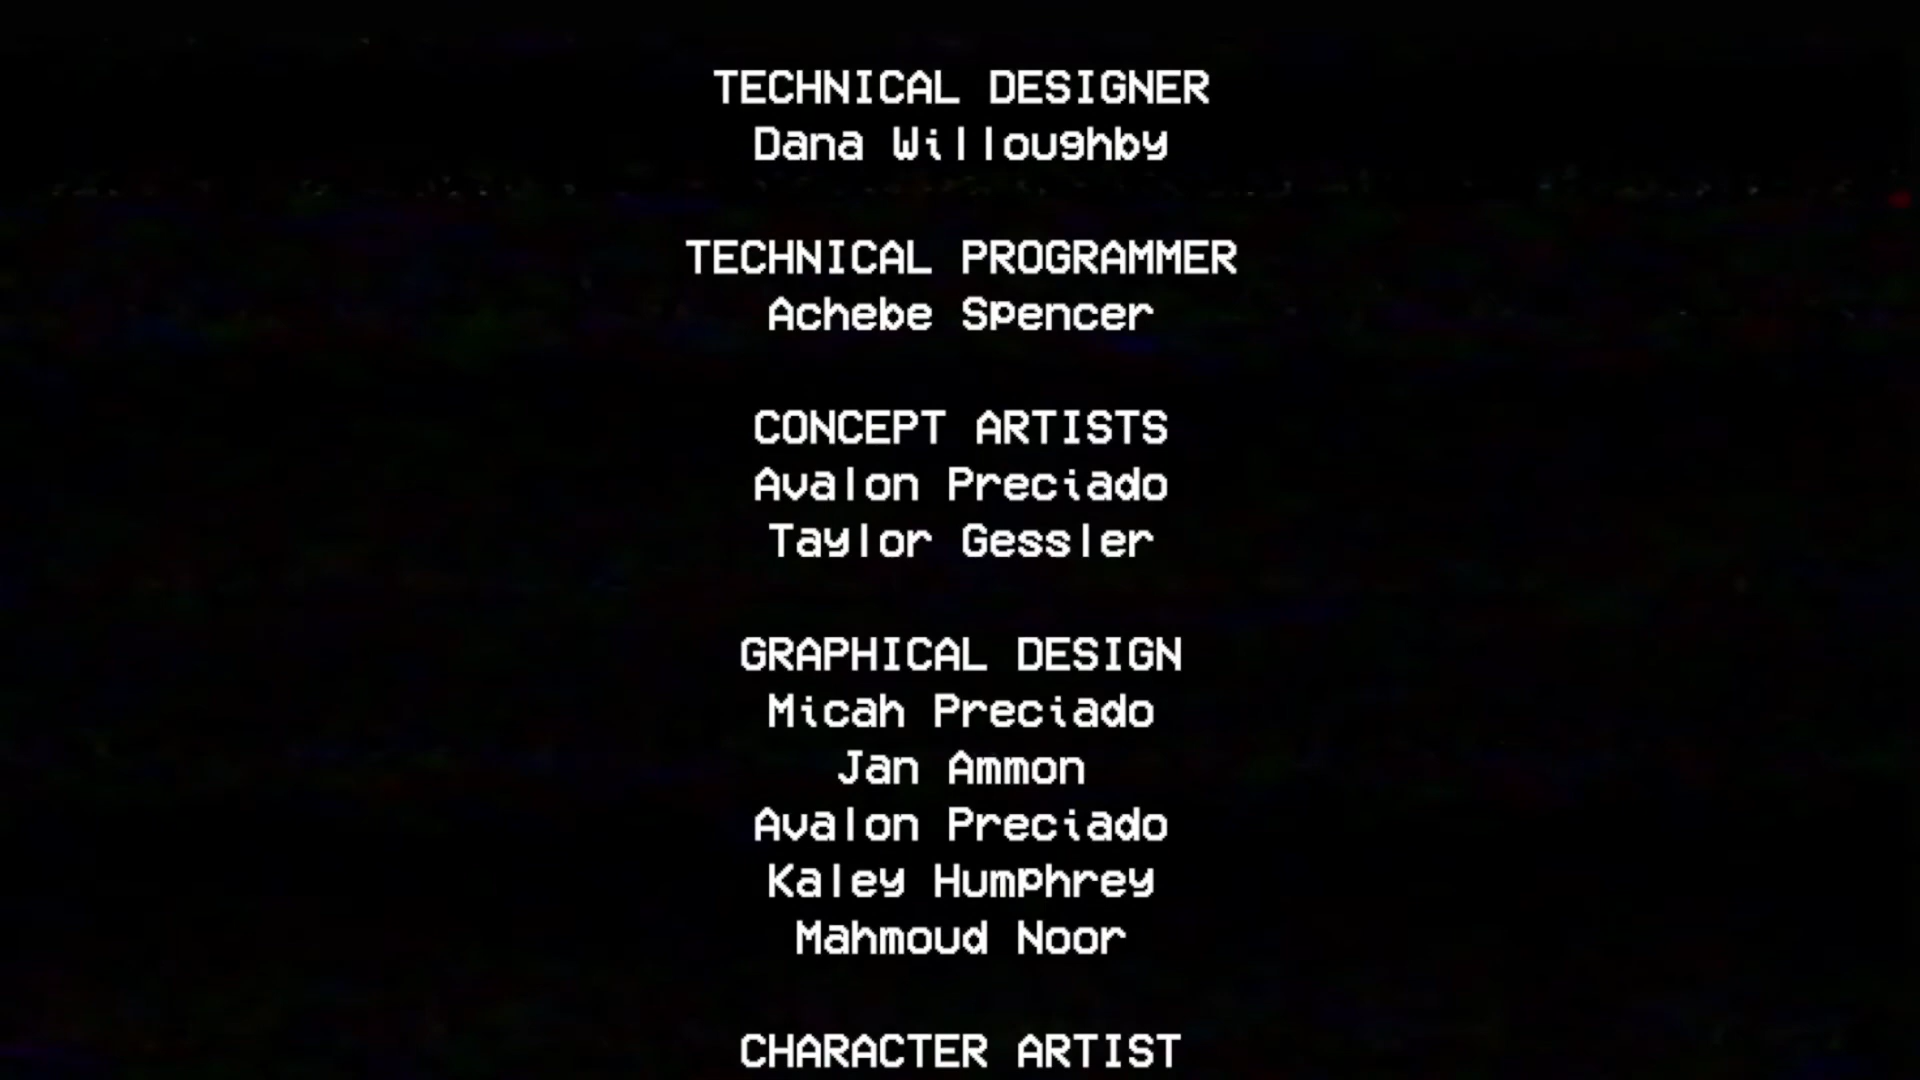 TECHNICAL DESIGNER
Dana Willoughby
TECHNICAL PROGRAMMER
Achebe Spencer
CONCEPT ARTISTS
Avalon Preciado
Taylor Gessler
GRAPHICAL DESIGN
Micah Preciado
Jan Ammon
Avalon Preciado
Kaley Humphrey
Mahmoud Noor
CHARACTER ARTIST